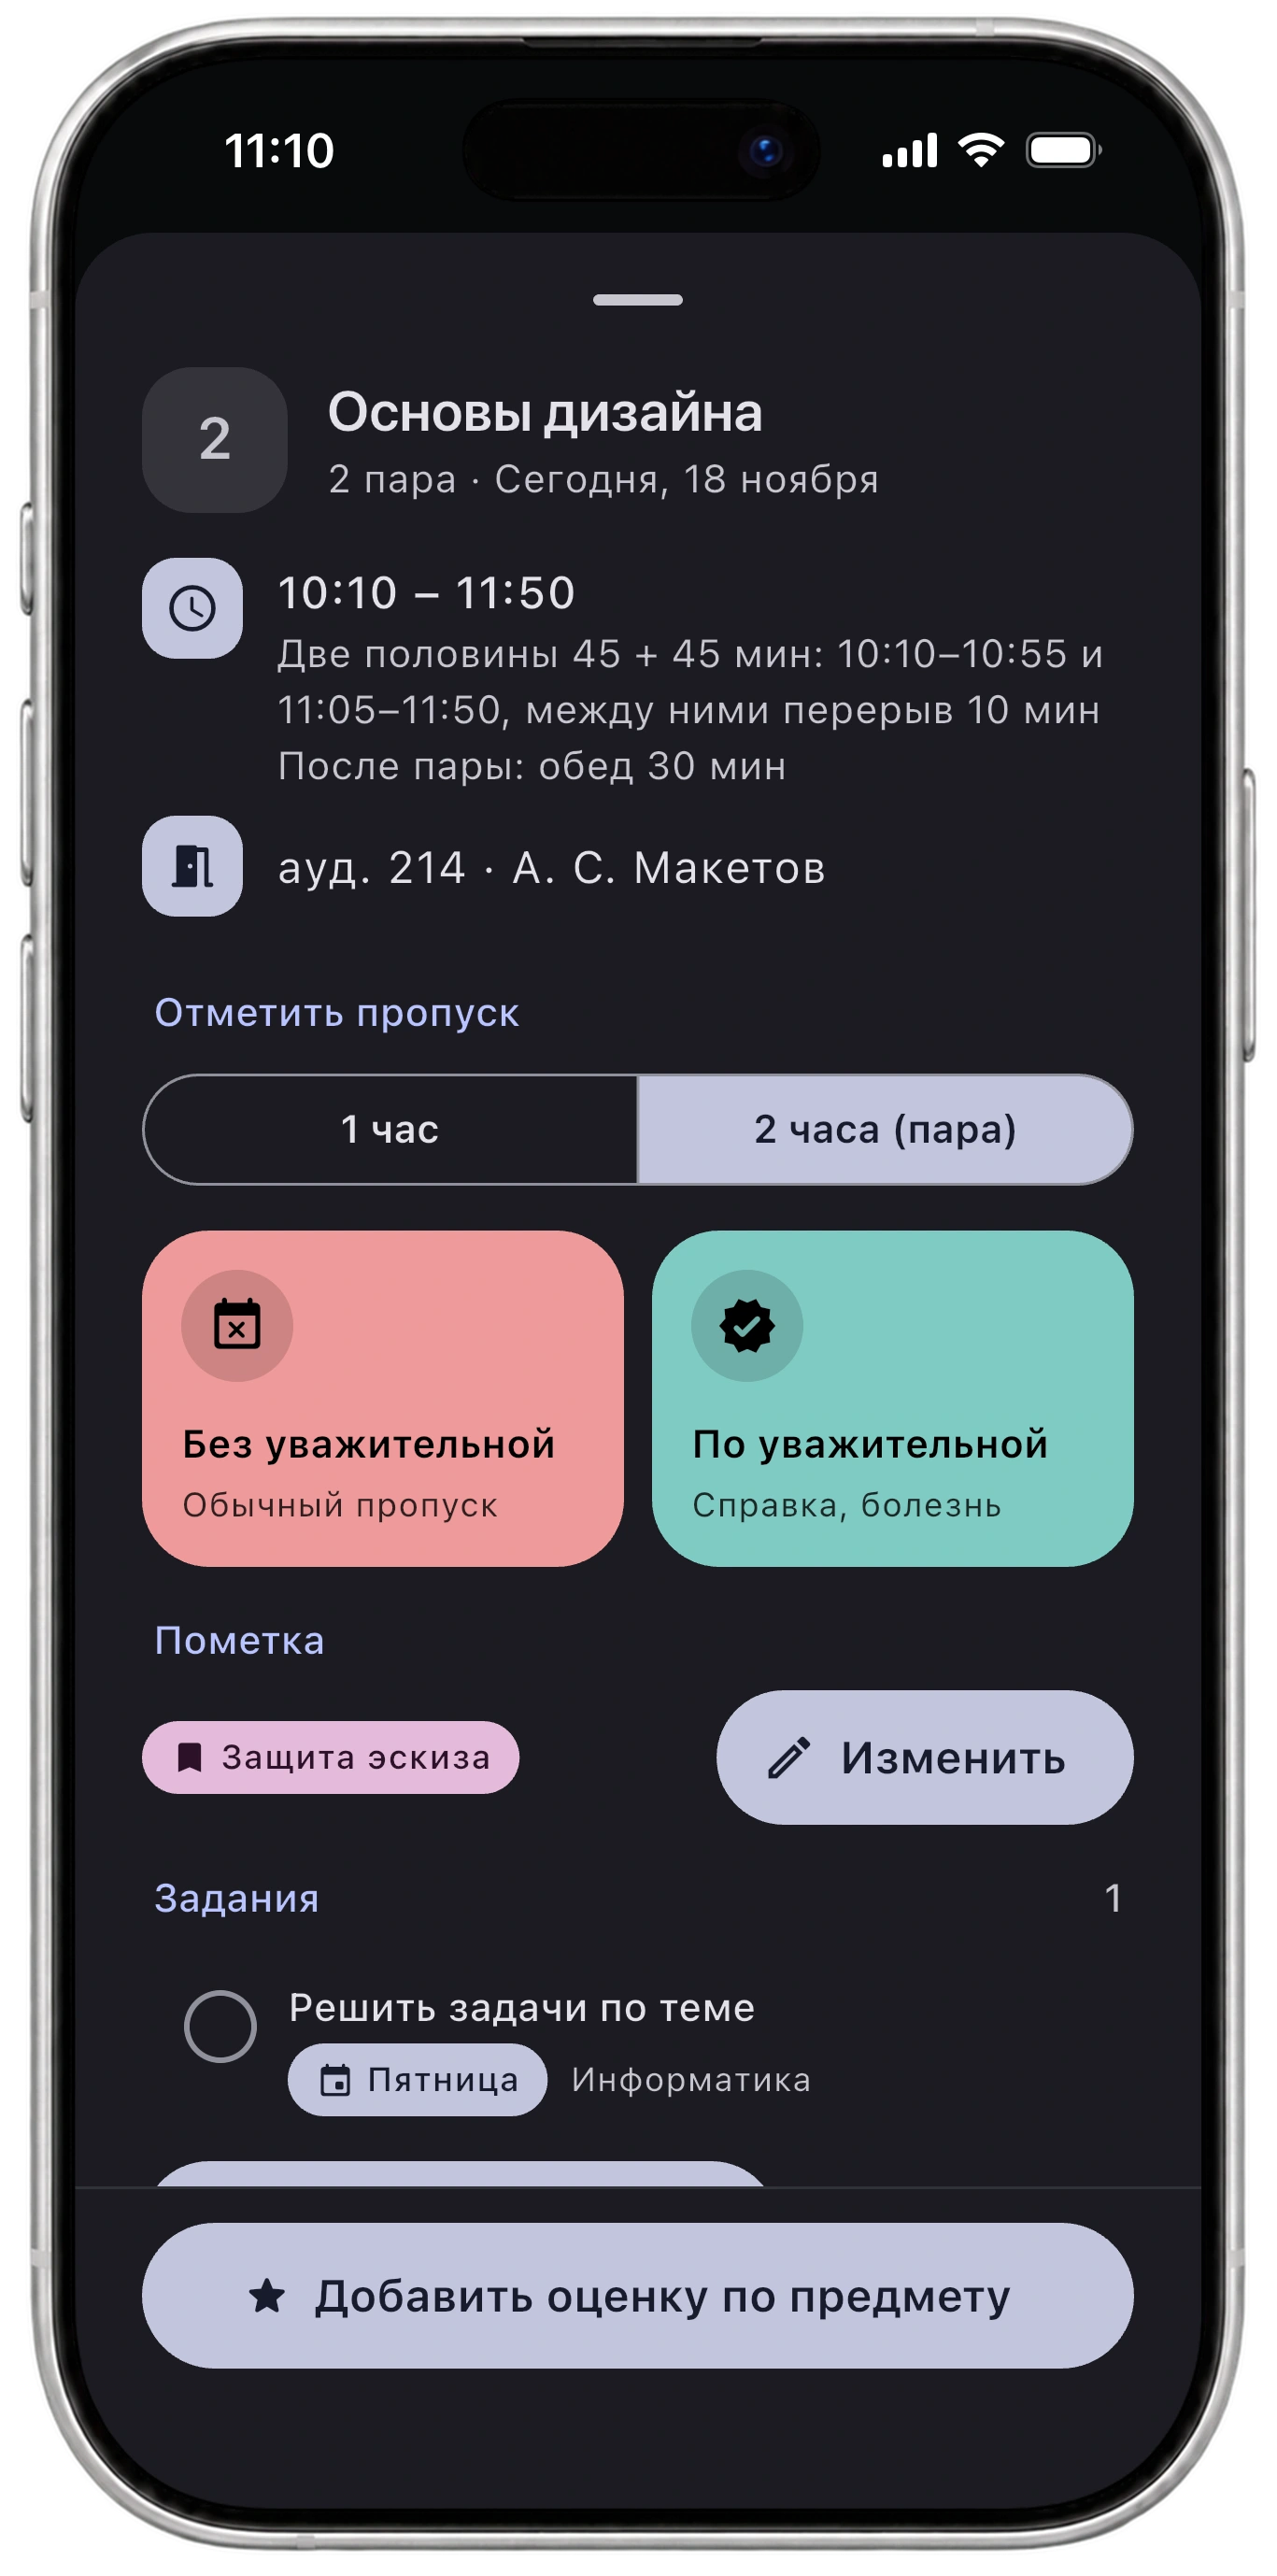 11:10
2
Основы дизайна
2 пара · Сегодня, 18 ноября
10:10 – 11:50
Две половины 45 + 45 мин: 10:10–10:55 и
11:05–11:50, между ними перерыв 10 мин
После пары: обед 30 мин
ауд. 214 · А. С. Макетов
Отметить пропуск
1 час
2 часа (пара)
Без уважительной
Обычный пропуск
По уважительной
Справка, болезнь
Пометка
Защита эскиза
Изменить
Задания
1
Решить задачи по теме
Пятница
Информатика
Добавить оценку по предмету